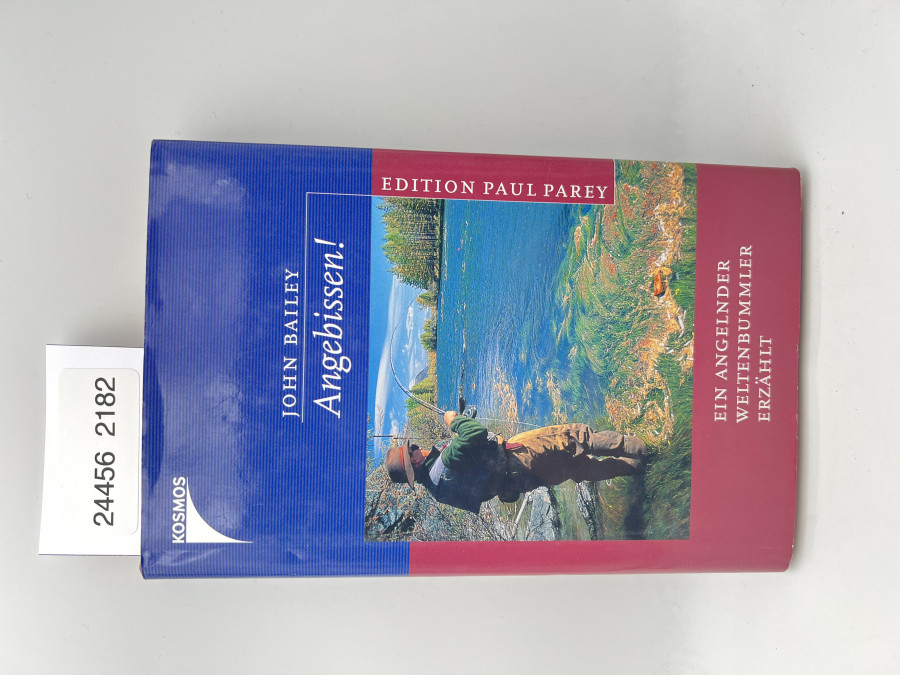 24456 2182
KOSMOS
JOHN BAILEY
Angebissen!
EDITION PAUL PAREY
EIN ANGELNDER
WELTENBUMMLER
ERZÄHLT